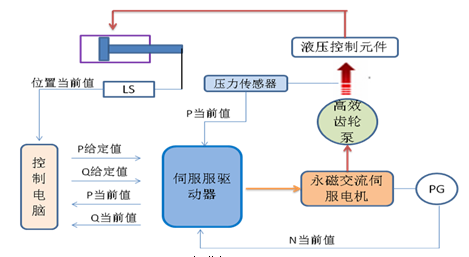 液压控制元件
位置当前值
LS
压力传感器
P当前值
高效
齿轮
泵
控
制
电
脑
P给定值
Q给定值
P当前值
Q当前值
伺服服驱
动器
永磁交流伺
服电机
PG
N当前值